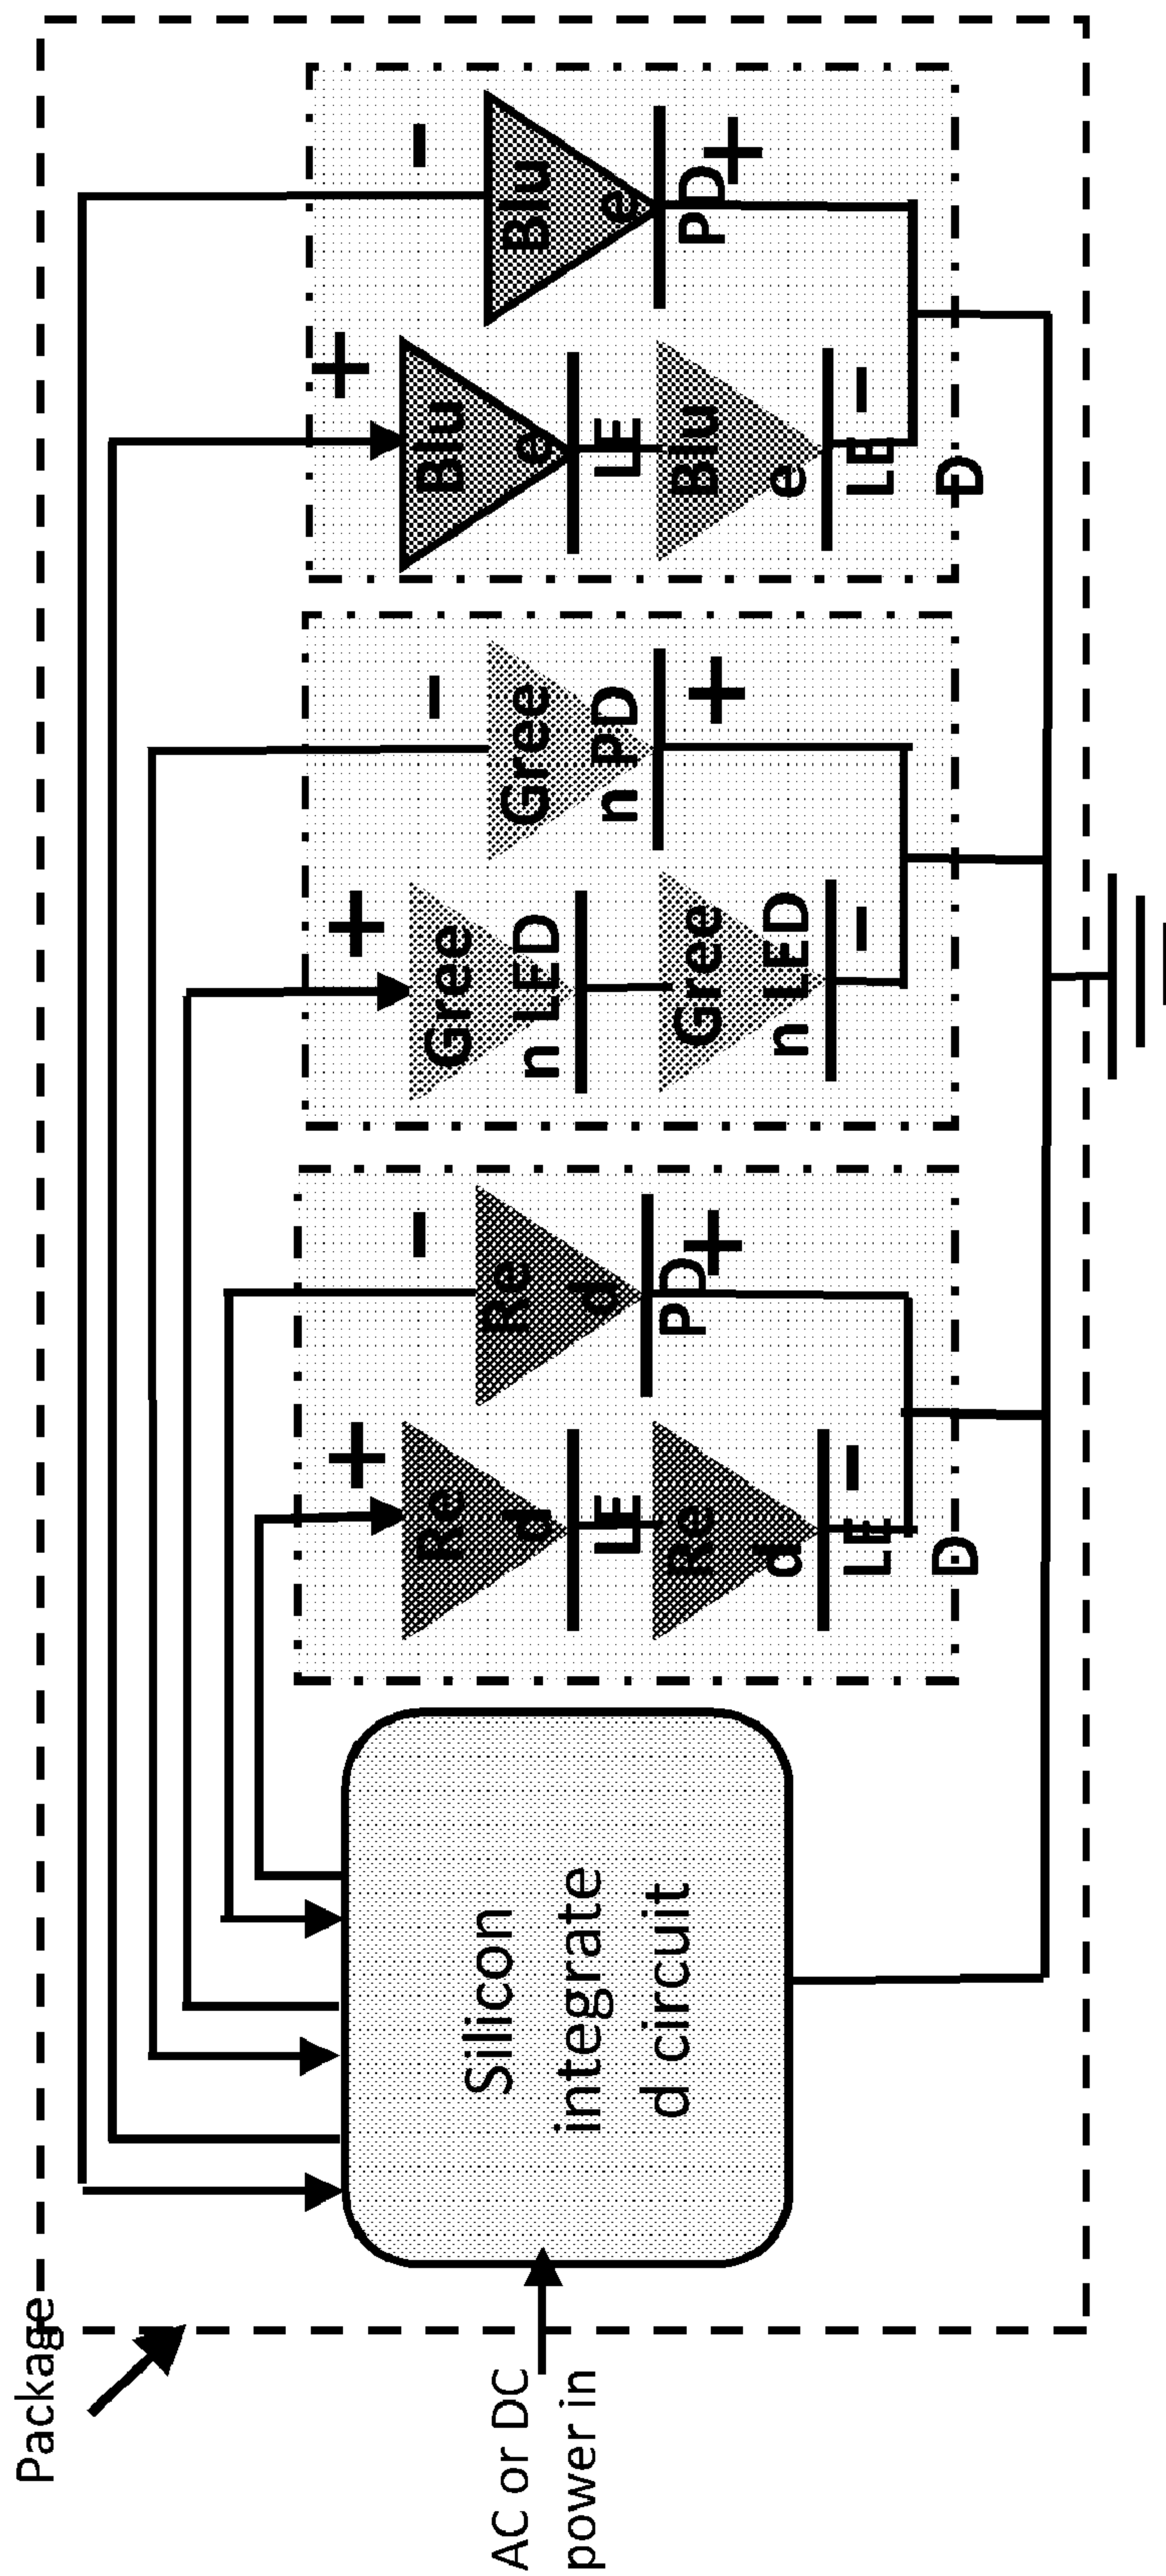 Package
AC or DC
power in
Silicon
integrate
d circuit
+
Re
d
LE
Re
d
LE
D
-
-
Re
d
PD
+
+
Gree
n LED
Gree
n LED
-
-
Gree
n PD
+
+
Blu
e
LE
Blu
e
LE
D
-
-
Blu
e
PD
+